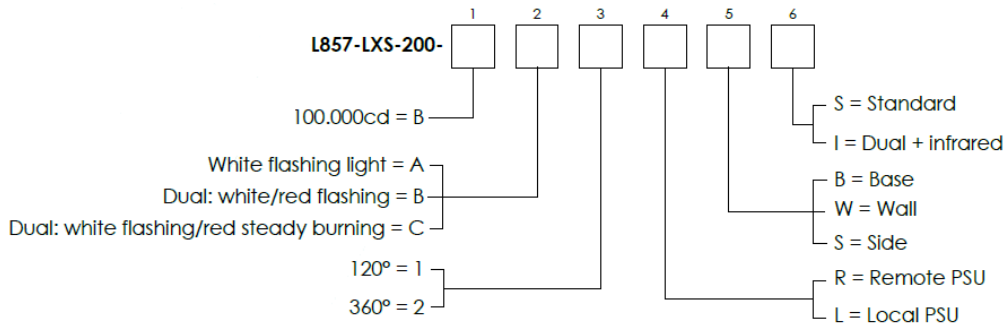 1 2 3 4 5 6
L857-LXS-200-
100.000cd = B
White flashing light = A
Dual: white/red flashing = B
Dual: white flashing/red steady burning = C
120° = 1
360° = 2
S = Standard
I = Dual + infrared
B = Base
W = Wall
S = Side
R = Remote PSU
L = Local PSU